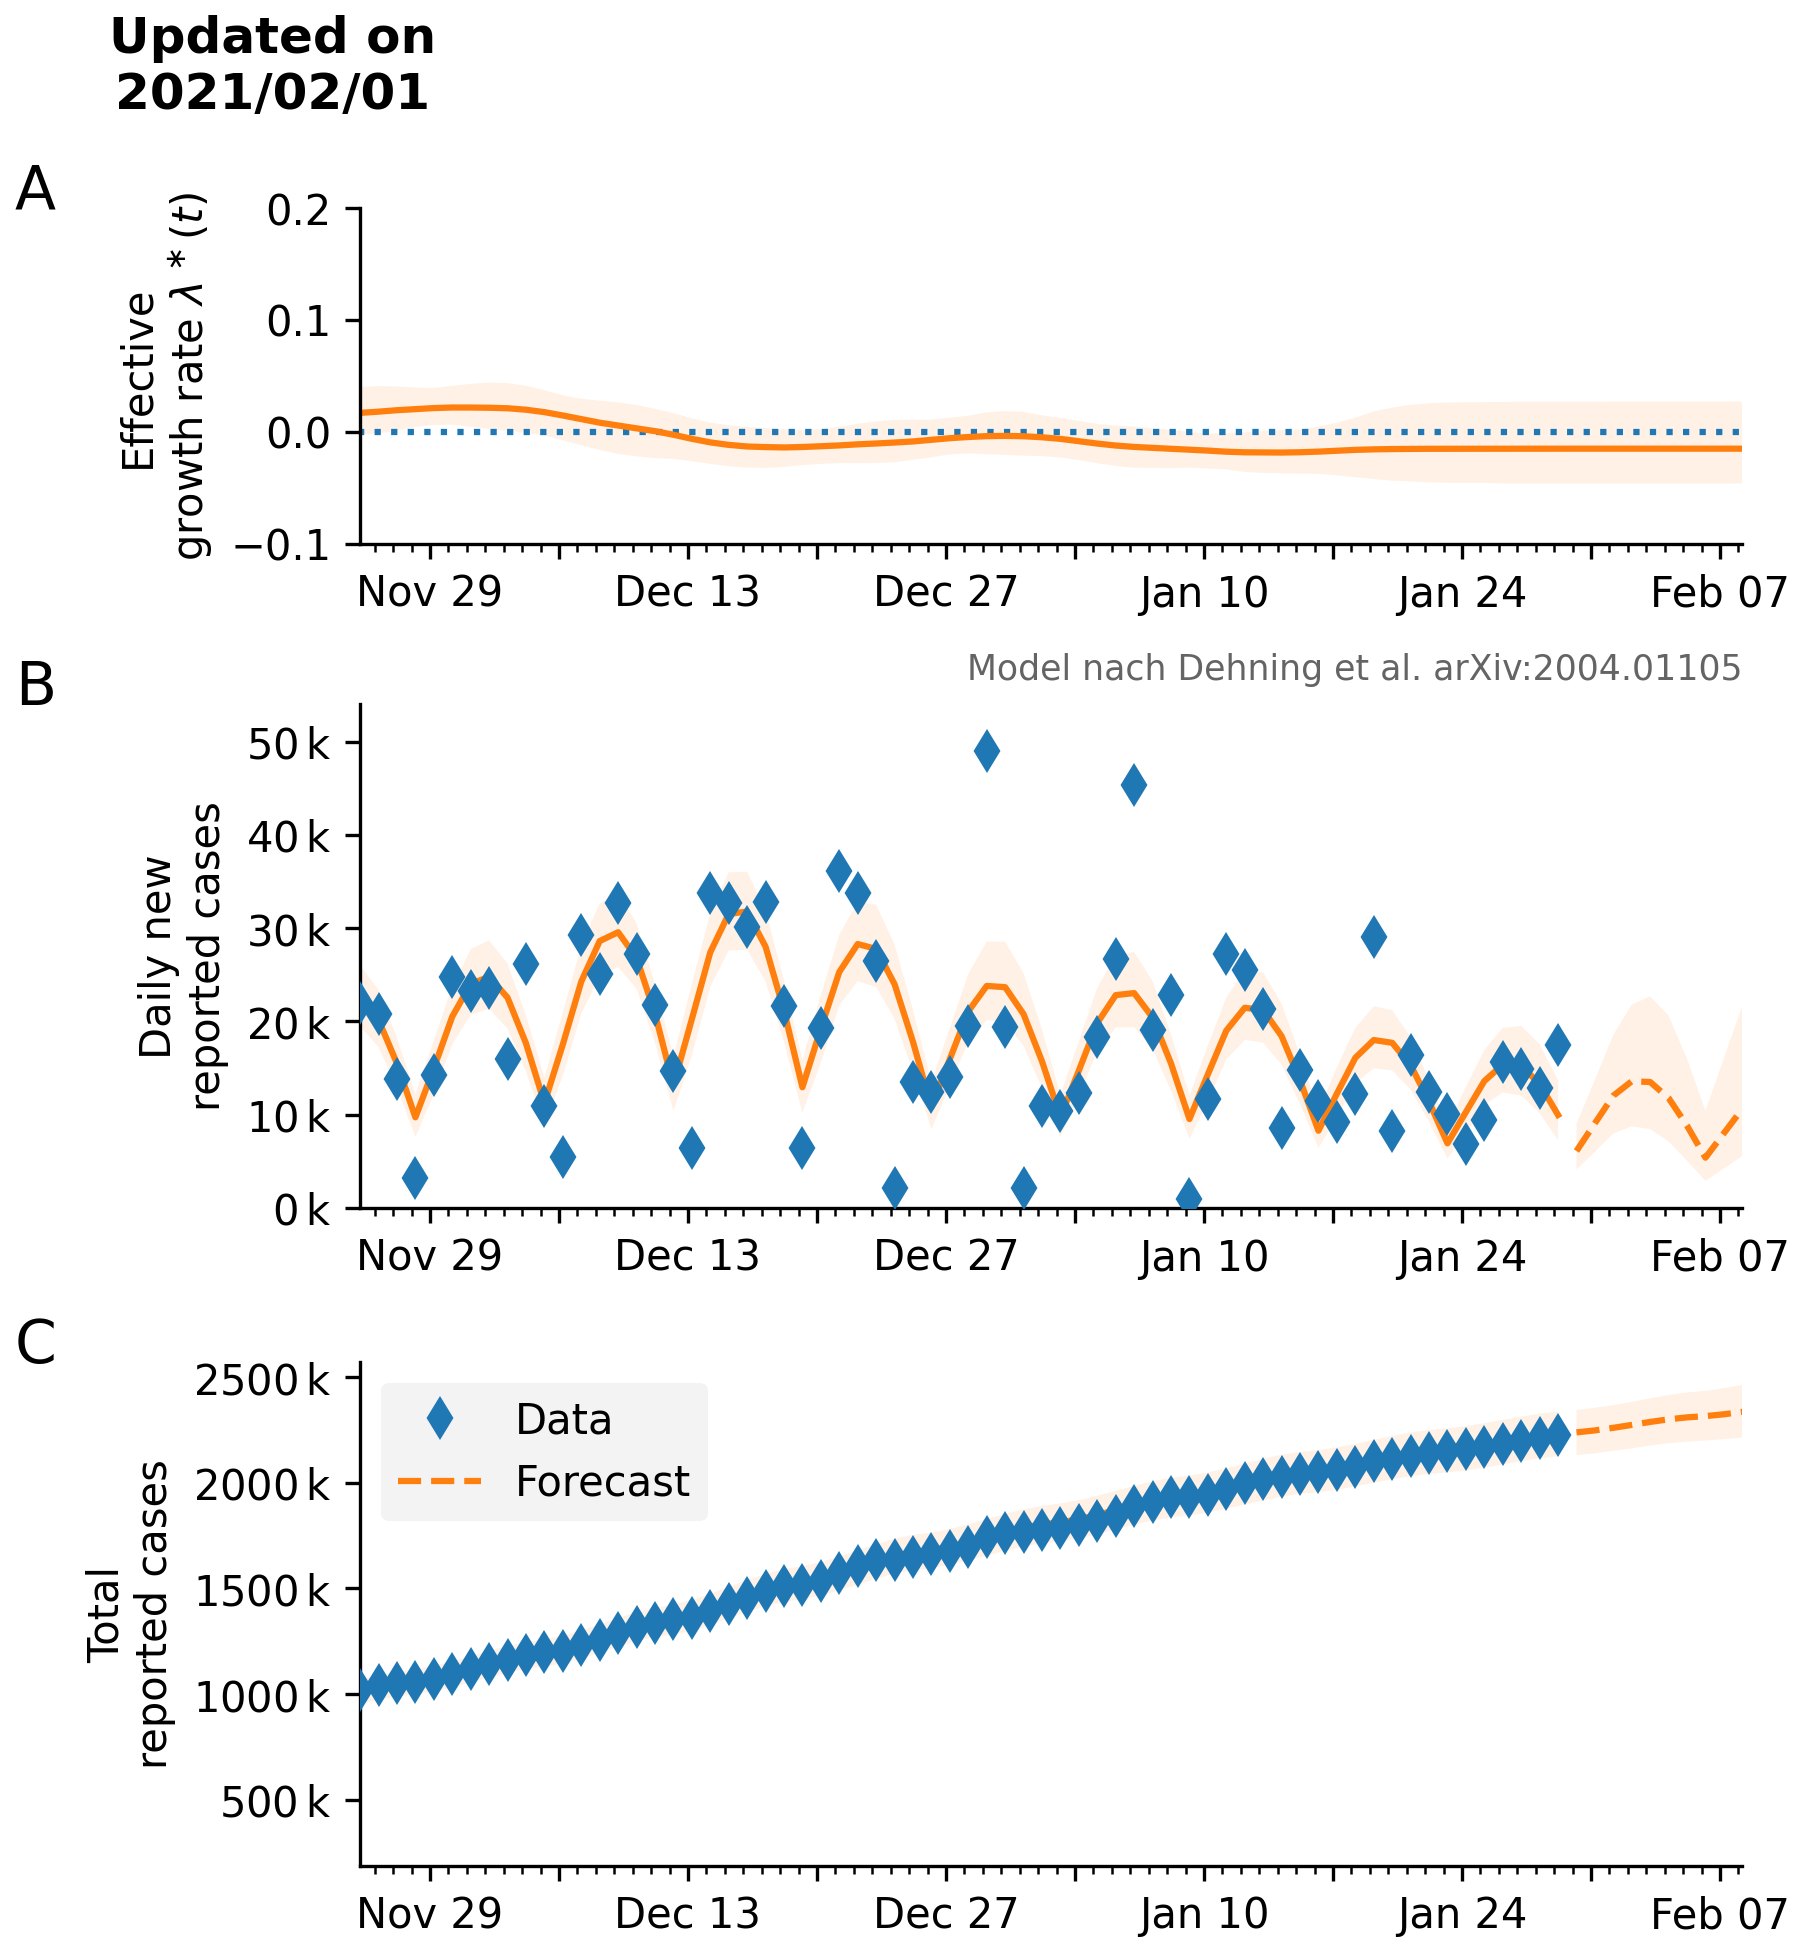 Updated on
2021/02/01
A
Effective
growth rate λ * (t)
0.2
0.1
0.0
−0.1
Nov 29 Dec 13 Dec 27 Jan 10 Jan 24 Feb 07
B
Model nach Dehning et al. arXiv:2004.01105
Daily new
reported cases
50 k
40 k
30 k
20 k
10 k
0 k
Nov 29 Dec 13 Dec 27 Jan 10 Jan 24 Feb 07
C
Total
reported cases
2500 k
2000 k
1500 k
1000 k
500 k
Data
Forecast
Nov 29 Dec 13 Dec 27 Jan 10 Jan 24 Feb 07